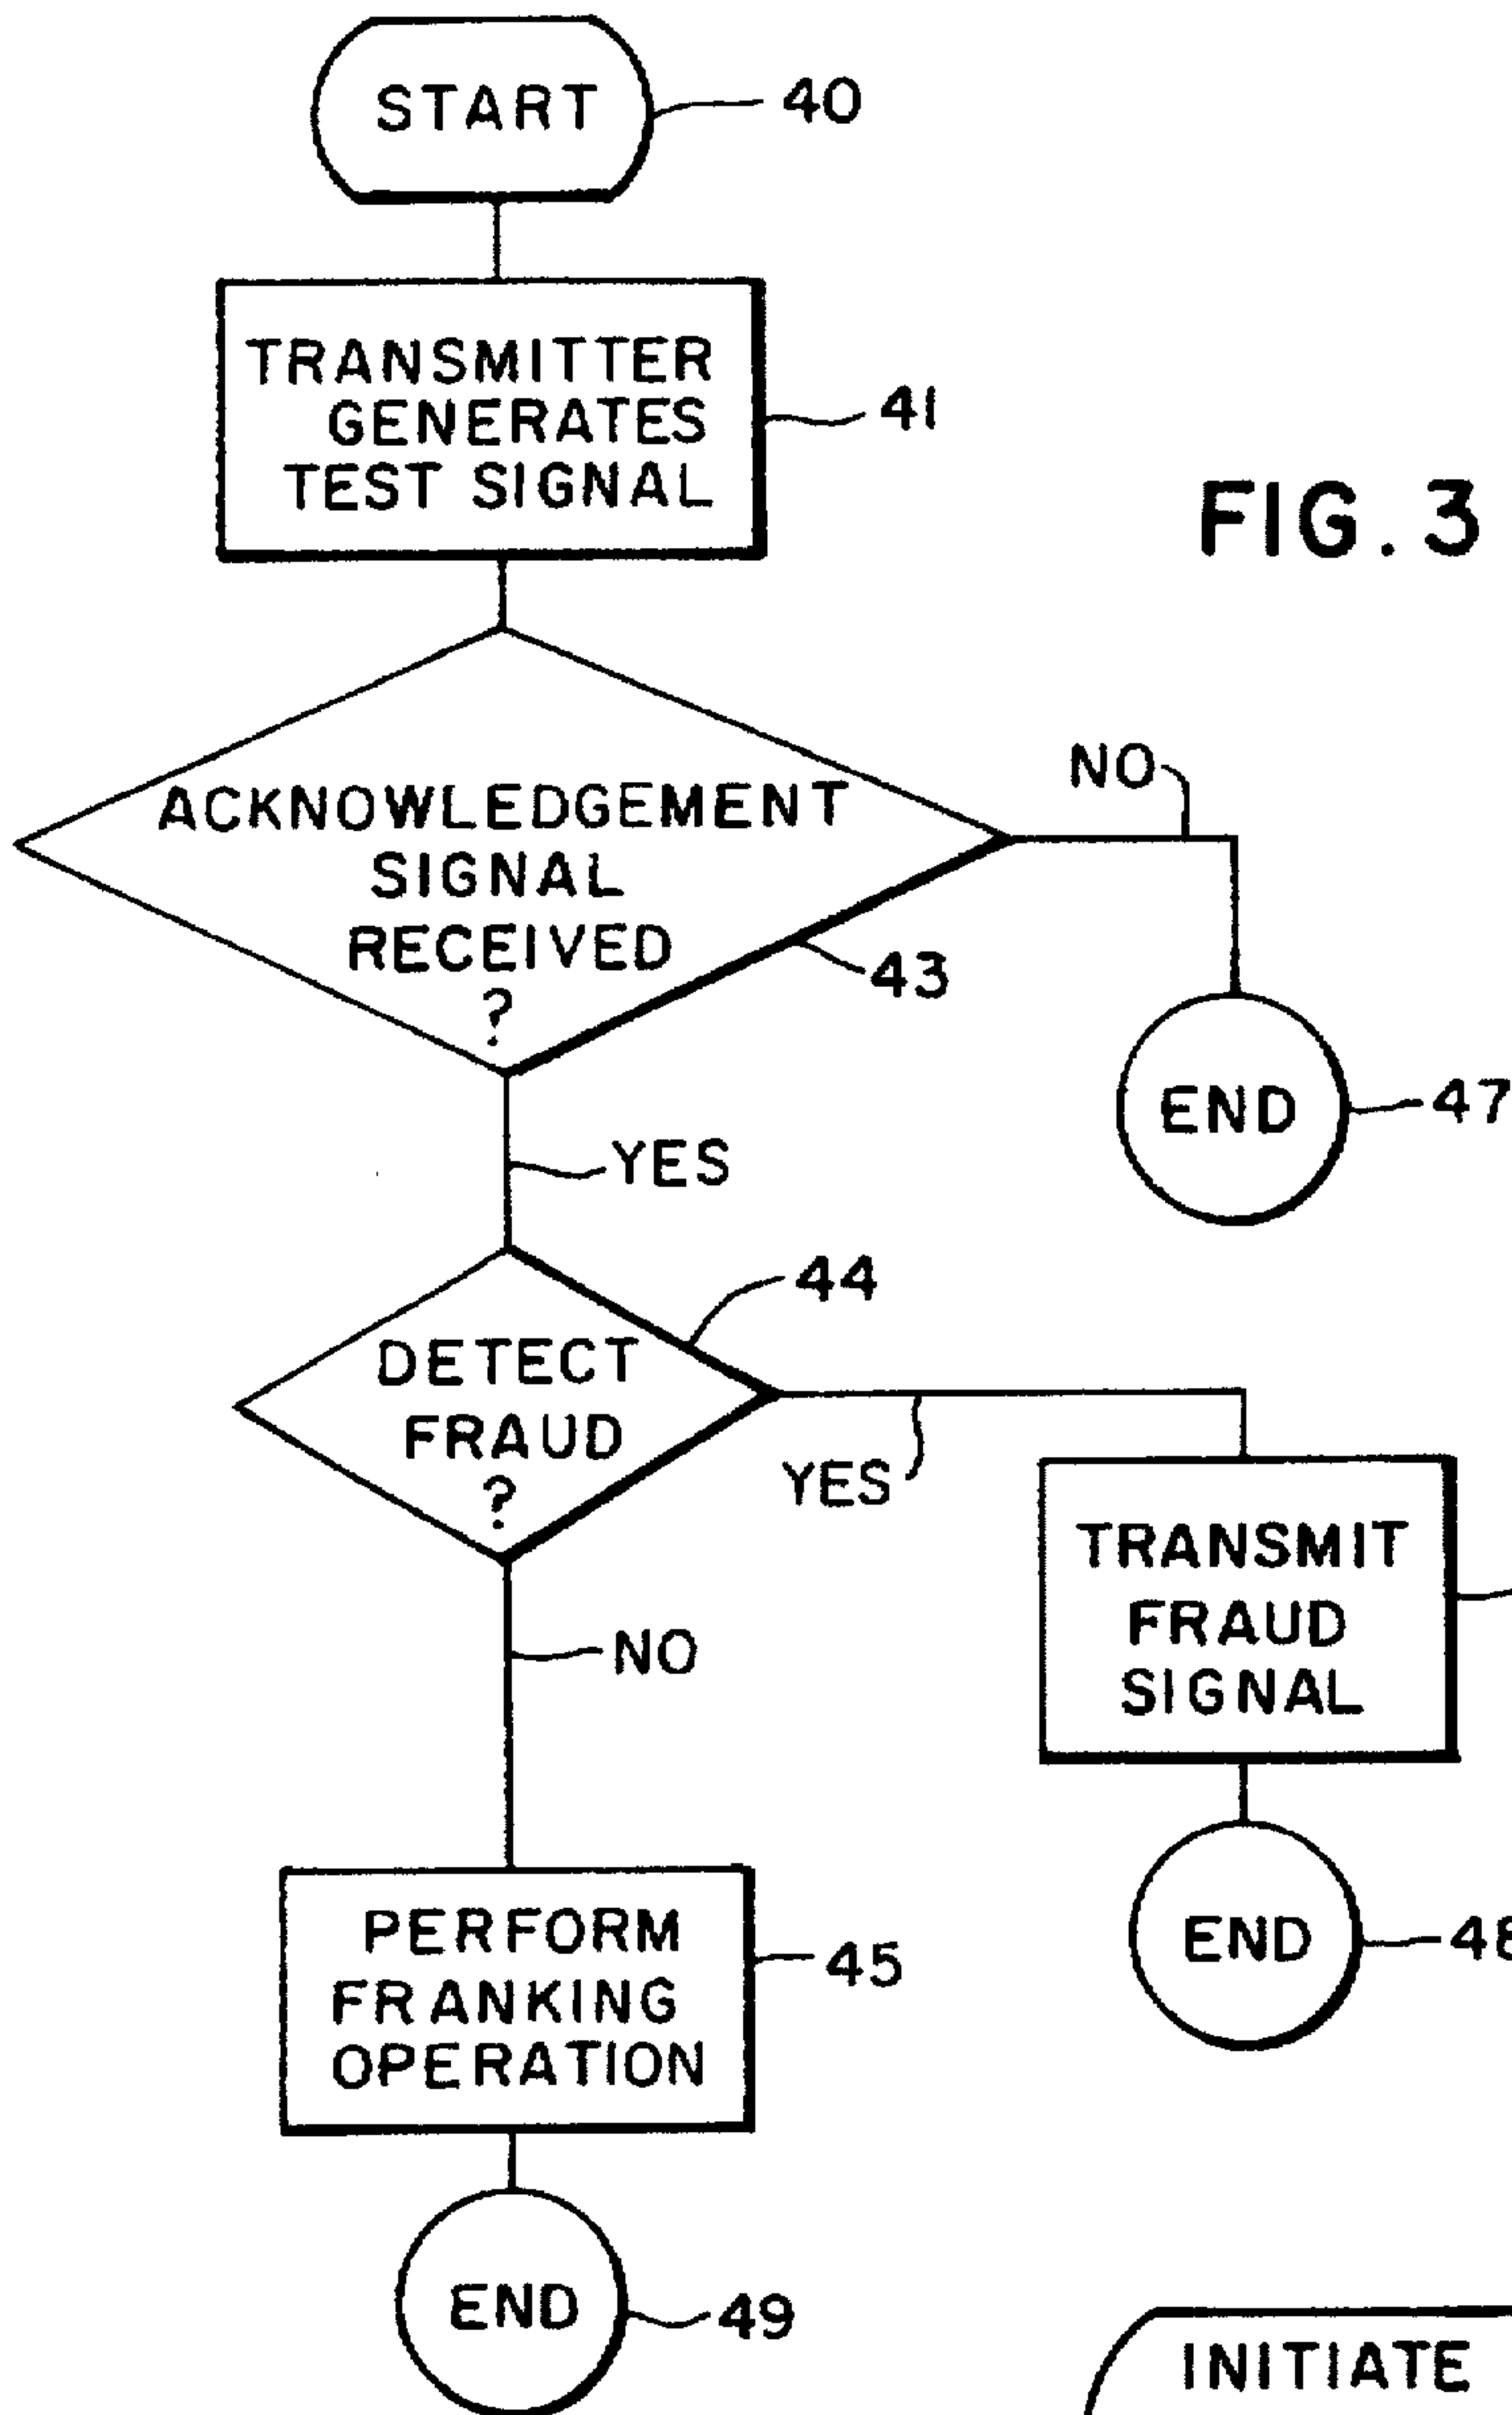 START
40
TRANSMITTER
GENERATES
TEST SIGNAL
41
FIG. 3
ACKNOWLEDGEMENT
SIGNAL
RECEIVED
?
43
NO
END
47
YES
44
DETECT
FRAUD
?
YES
TRANSMIT
FRAUD
SIGNAL
NO
END
48
PERFORM
FRANKING
OPERATION
45
END
49
INITIATE